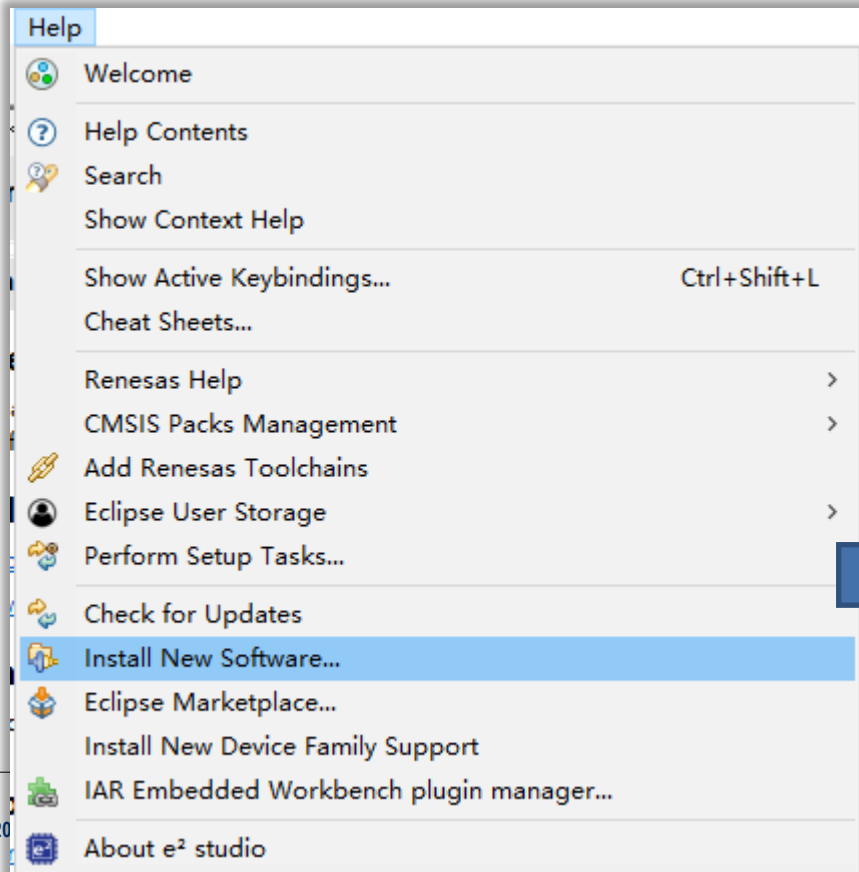 Help
Welcome
Help Contents
Search
Show Context Help
Show Active Keybindings... Ctrl+Shift+L
Cheat Sheets...
Renesas Help
CMSIS Packs Management
Add Renesas Toolchains
Eclipse User Storage
Perform Setup Tasks...
Check for Updates
Install New Software...
Eclipse Marketplace...
Install New Device Family Support
IAR Embedded Workbench plugin manager...
About e² studio